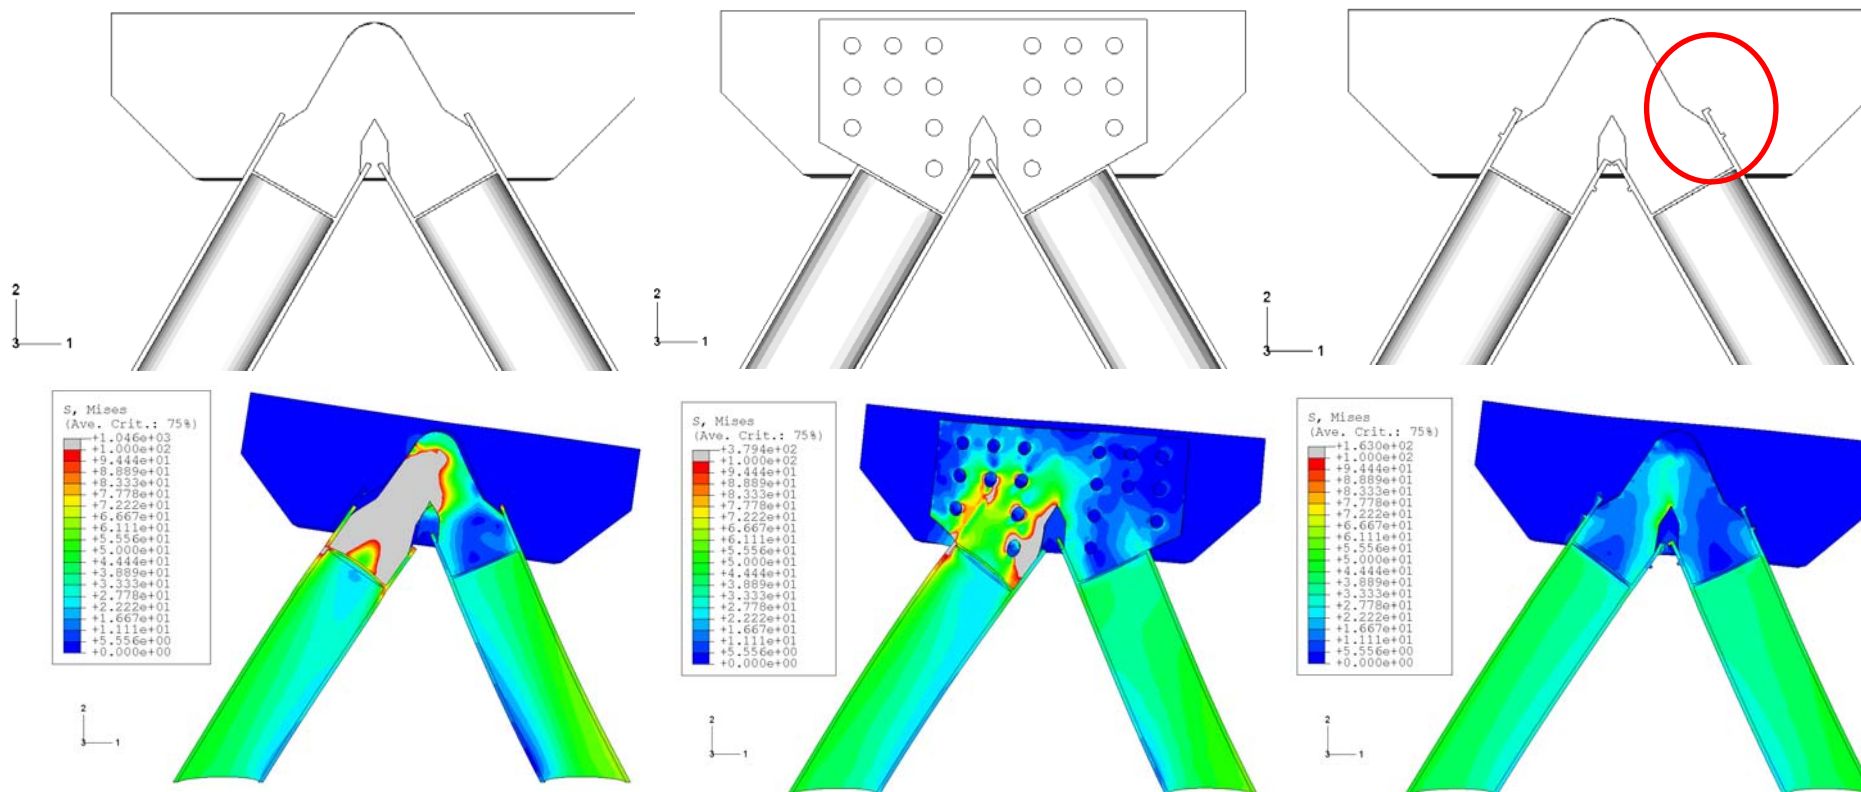 2
3
1
2
3
1
2
3
1
S, Mises
(Ave. Crit.: 75%)
+1.046e+03
+1.000e+02
+9.444e+01
+8.889e+01
+8.333e+01
+7.778e+01
+7.222e+01
+6.667e+01
+6.111e+01
+5.556e+01
+5.000e+01
+4.444e+01
+3.889e+01
+3.333e+01
+2.778e+01
+2.222e+01
+1.667e+01
+1.111e+01
+5.556e+00
+0.000e+00
2
3
1
S, Mises
(Ave. Crit.: 75%)
+3.794e+02
+1.000e+02
+9.444e+01
+8.889e+01
+8.333e+01
+7.778e+01
+7.222e+01
+6.667e+01
+6.111e+01
+5.556e+01
+5.000e+01
+4.444e+01
+3.889e+01
+3.333e+01
+2.778e+01
+2.222e+01
+1.667e+01
+1.111e+01
+5.556e+00
+0.000e+00
2
3
1
S, Mises
(Ave. Crit.: 75%)
+1.630e+02
+1.000e+02
+9.444e+01
+8.889e+01
+8.333e+01
+7.778e+01
+7.222e+01
+6.667e+01
+6.111e+01
+5.556e+01
+5.000e+01
+4.444e+01
+3.889e+01
+3.333e+01
+2.778e+01
+2.222e+01
+1.667e+01
+1.111e+01
+5.556e+00
+0.000e+00
2
3
1